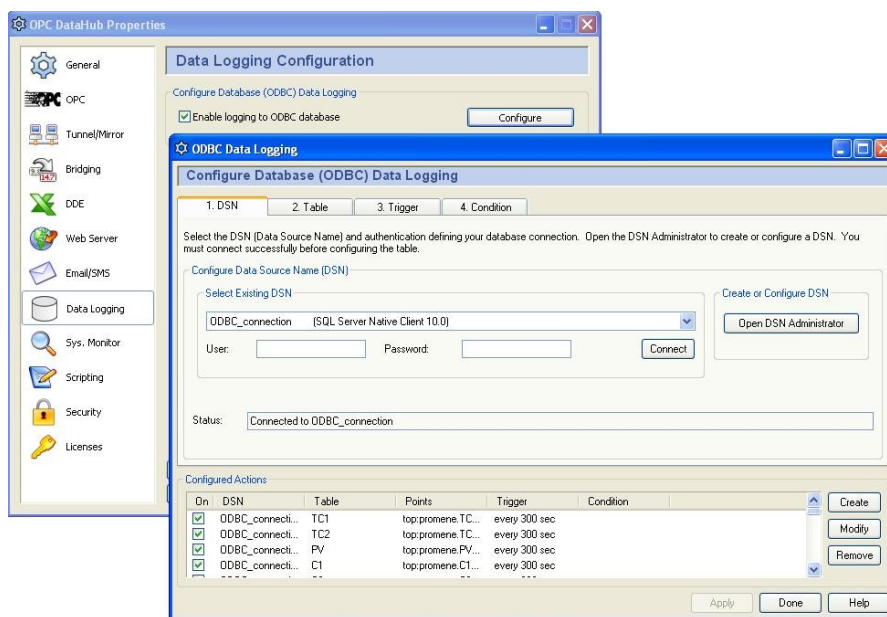 OPC DataHub Properties
General
OPC
Tunnel/Mirror
Bridging
DDE
Web Server
Email/SMS
Data Logging
Sys. Monitor
Scripting
Security
Licenses
Data Logging Configuration
Configure Database (ODBC) Data Logging
Enable logging to ODBC database
Configure
ODBC Data Logging
Configure Database (ODBC) Data Logging
1. DSN 2. Table 3. Trigger 4. Condition
Select the DSN (Data Source Name) and authentication defining your database connection. Open the DSN Administrator to create or configure a DSN. You
must connect successfully before configuring the table.
Configure Data Source Name (DSN)
Select Existing DSN
ODBC_connection (SQL Server Native Client 10.0)
User: Password: Connect
Create or Configure DSN
Open DSN Administrator
Status: Connected to ODBC_connection
Configured Actions
On DSN Table Points Trigger Condition
ODBC_connecti... TC1 top:promene.TC... every 300 sec
ODBC_connecti... TC2 top:promene.TC... every 300 sec
ODBC_connecti... PV top:promene.PV... every 300 sec
ODBC_connecti... C1 top:promene.C1... every 300 sec
Create
Modify
Remove
Apply Done Help